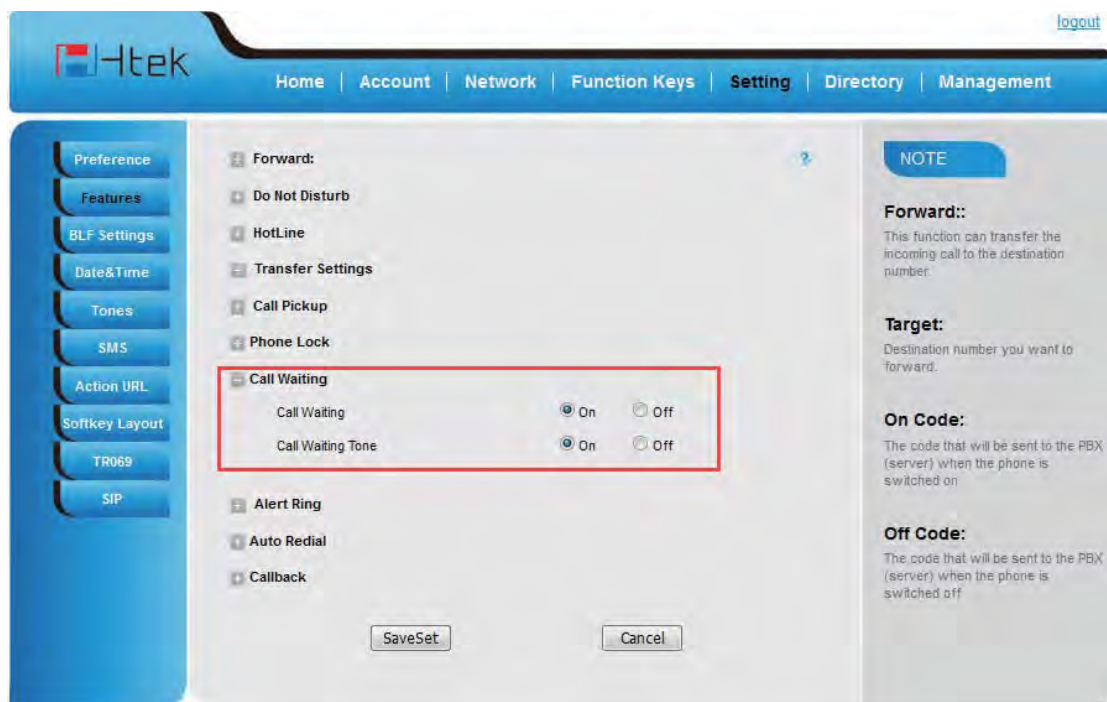 logout
Htek
Home | Account | Network | Function Keys | Setting | Directory | Management
Preference
Features
BLF Settings
Date&Time
Tones
SMS
Action URL
Softkey Layout
TR069
SIP
Forward:
?
Do Not Disturb
HotLine
Transfer Settings
Call Pickup
Phone Lock
Call Waiting
Call Waiting On Off
Call Waiting Tone On Off
Alert Ring
Auto Redial
Callback
SaveSet Cancel
NOTE
Forward::
This function can transfer the
incoming call to the destination
number
Target:
Destination number you want to
forward.
On Code:
The code that will be sent to the PBX
(server) when the phone is
switched on
Off Code:
The code that will be sent to the PBX
(server) when the phone is
switched off